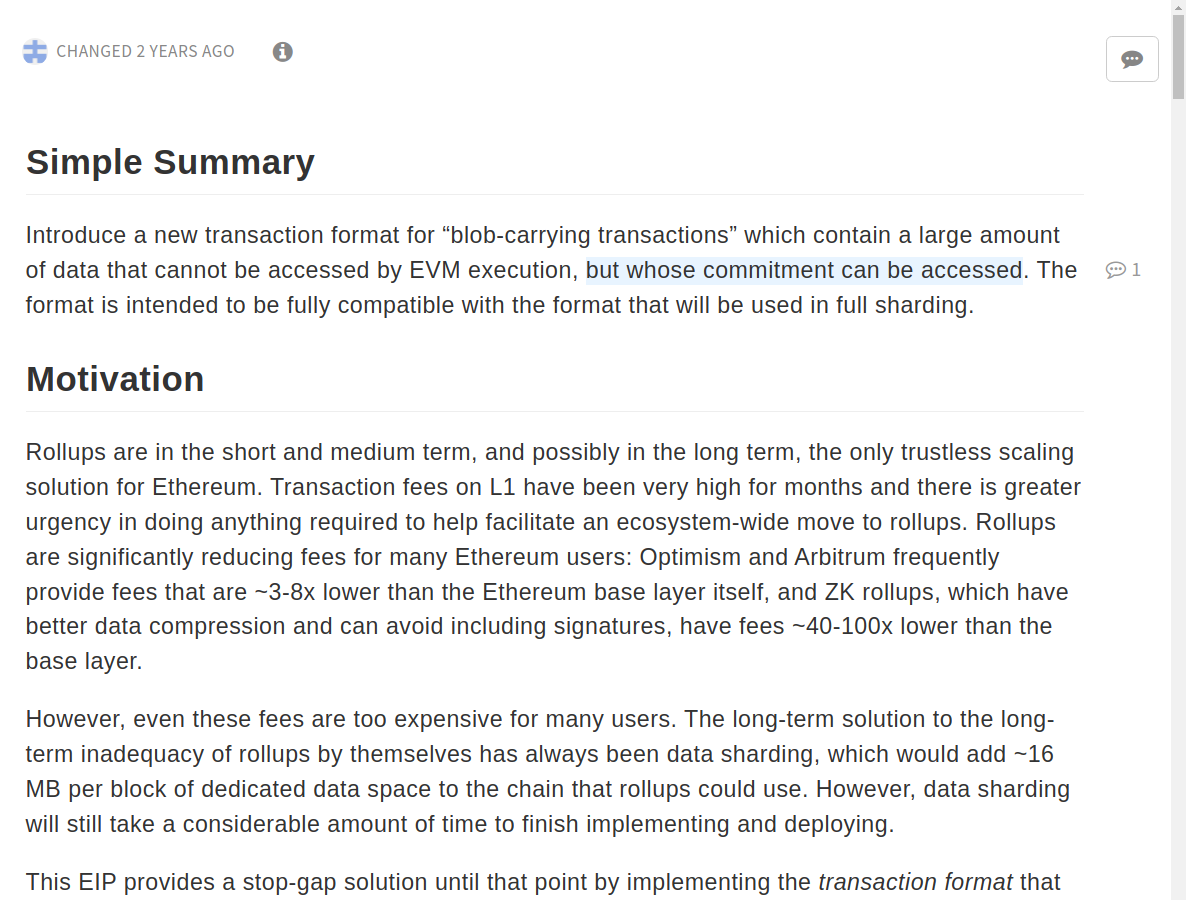 CHANGED 2 YEARS AGO
Simple Summary
Introduce a new transaction format for “blob-carrying transactions” which contain a large amount
of data that cannot be accessed by EVM execution, but whose commitment can be accessed. The
1
format is intended to be fully compatible with the format that will be used in full sharding.
Motivation
Rollups are in the short and medium term, and possibly in the long term, the only trustless scaling
solution for Ethereum. Transaction fees on L1 have been very high for months and there is greater
urgency in doing anything required to help facilitate an ecosystem-wide move to rollups. Rollups
are significantly reducing fees for many Ethereum users: Optimism and Arbitrum frequently
provide fees that are ~3-8x lower than the Ethereum base layer itself, and ZK rollups, which have
better data compression and can avoid including signatures, have fees ~40-100x lower than the
base layer.
However, even these fees are too expensive for many users. The long-term solution to the long-
term inadequacy of rollups by themselves has always been data sharding, which would add ~16
MB per block of dedicated data space to the chain that rollups could use. However, data sharding
will still take a considerable amount of time to finish implementing and deploying.
This EIP provides a stop-gap solution until that point by implementing the transaction format that